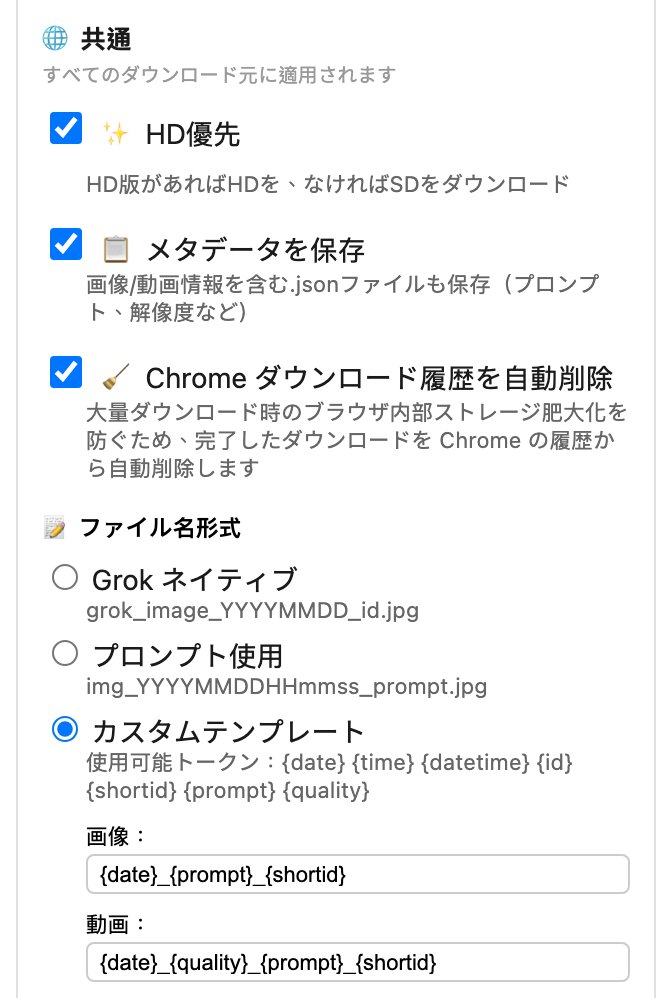 🌐 共通
すべてのダウンロード元に適用されます
✨ HD優先
HD版があればHDを、なければSDをダウンロード
📋 メタデータを保存
画像/動画情報を含む.jsonファイルも保存（プロンプ
ト、解像度など）
🧹 Chrome ダウンロード履歴を自動削除
大量ダウンロード時のブラウザ内部ストレージ肥大化を
防ぐため、完了したダウンロードを Chrome の履歴か
ら自動削除します
📝 ファイル名形式
Grok ネイティブ
grok_image_YYYYMMDD_id.jpg
プロンプト使用
img_YYYYMMDDHHmmss_prompt.jpg
カスタムテンプレート
使用可能トークン：{date} {time} {datetime} {id}
{shortid} {prompt} {quality}
画像：
{date}_{prompt}_{shortid}
動画：
{date}_{quality}_{prompt}_{shortid}